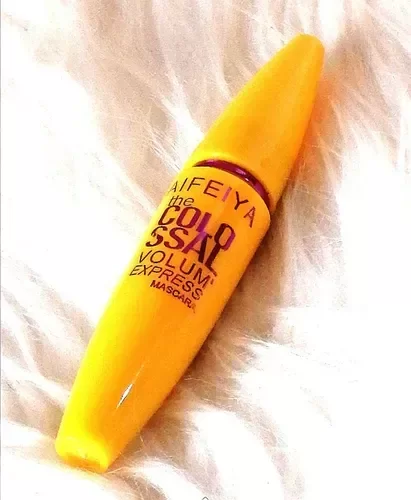 AIFEIYA
the
COLO
SSAL
VOLUM'
EXPRESS
MASCARA